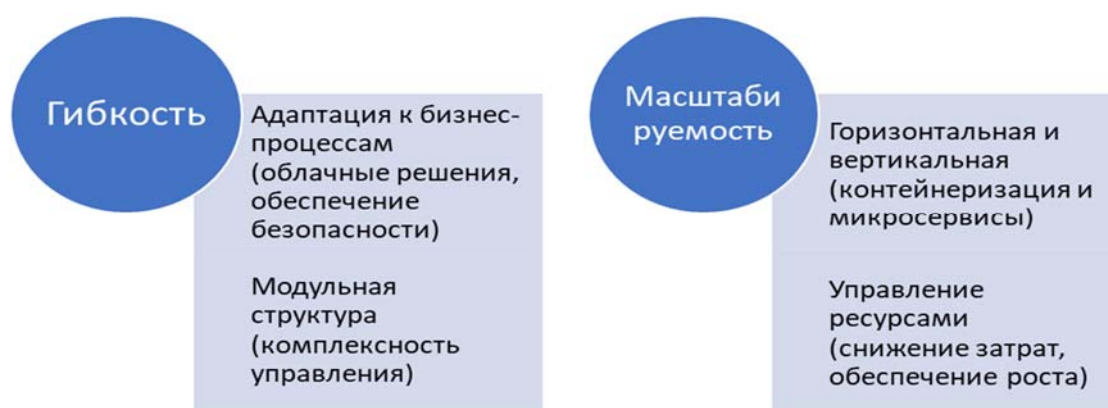 Гибкость
Адаптация к бизнес-
процессам
(облачные решения,
обеспечение
безопасности)
Модульная
структура
(комплексность
управления)
Масштаби
руемость
Горизонтальная и
вертикальная
(контейнеризация и
микросервисы)
Управление
ресурсами
(снижение затрат,
обеспечение роста)